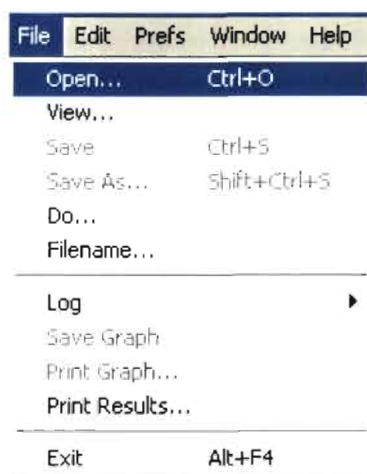 File Edit Prefs Window Help
Open... Ctrl+O
View...
Save Ctrl+S
Save As... Shift+Ctrl+S
Do...
Filename...
Log
Save Graph
Print Graph...
Print Results...
Exit Alt+F4